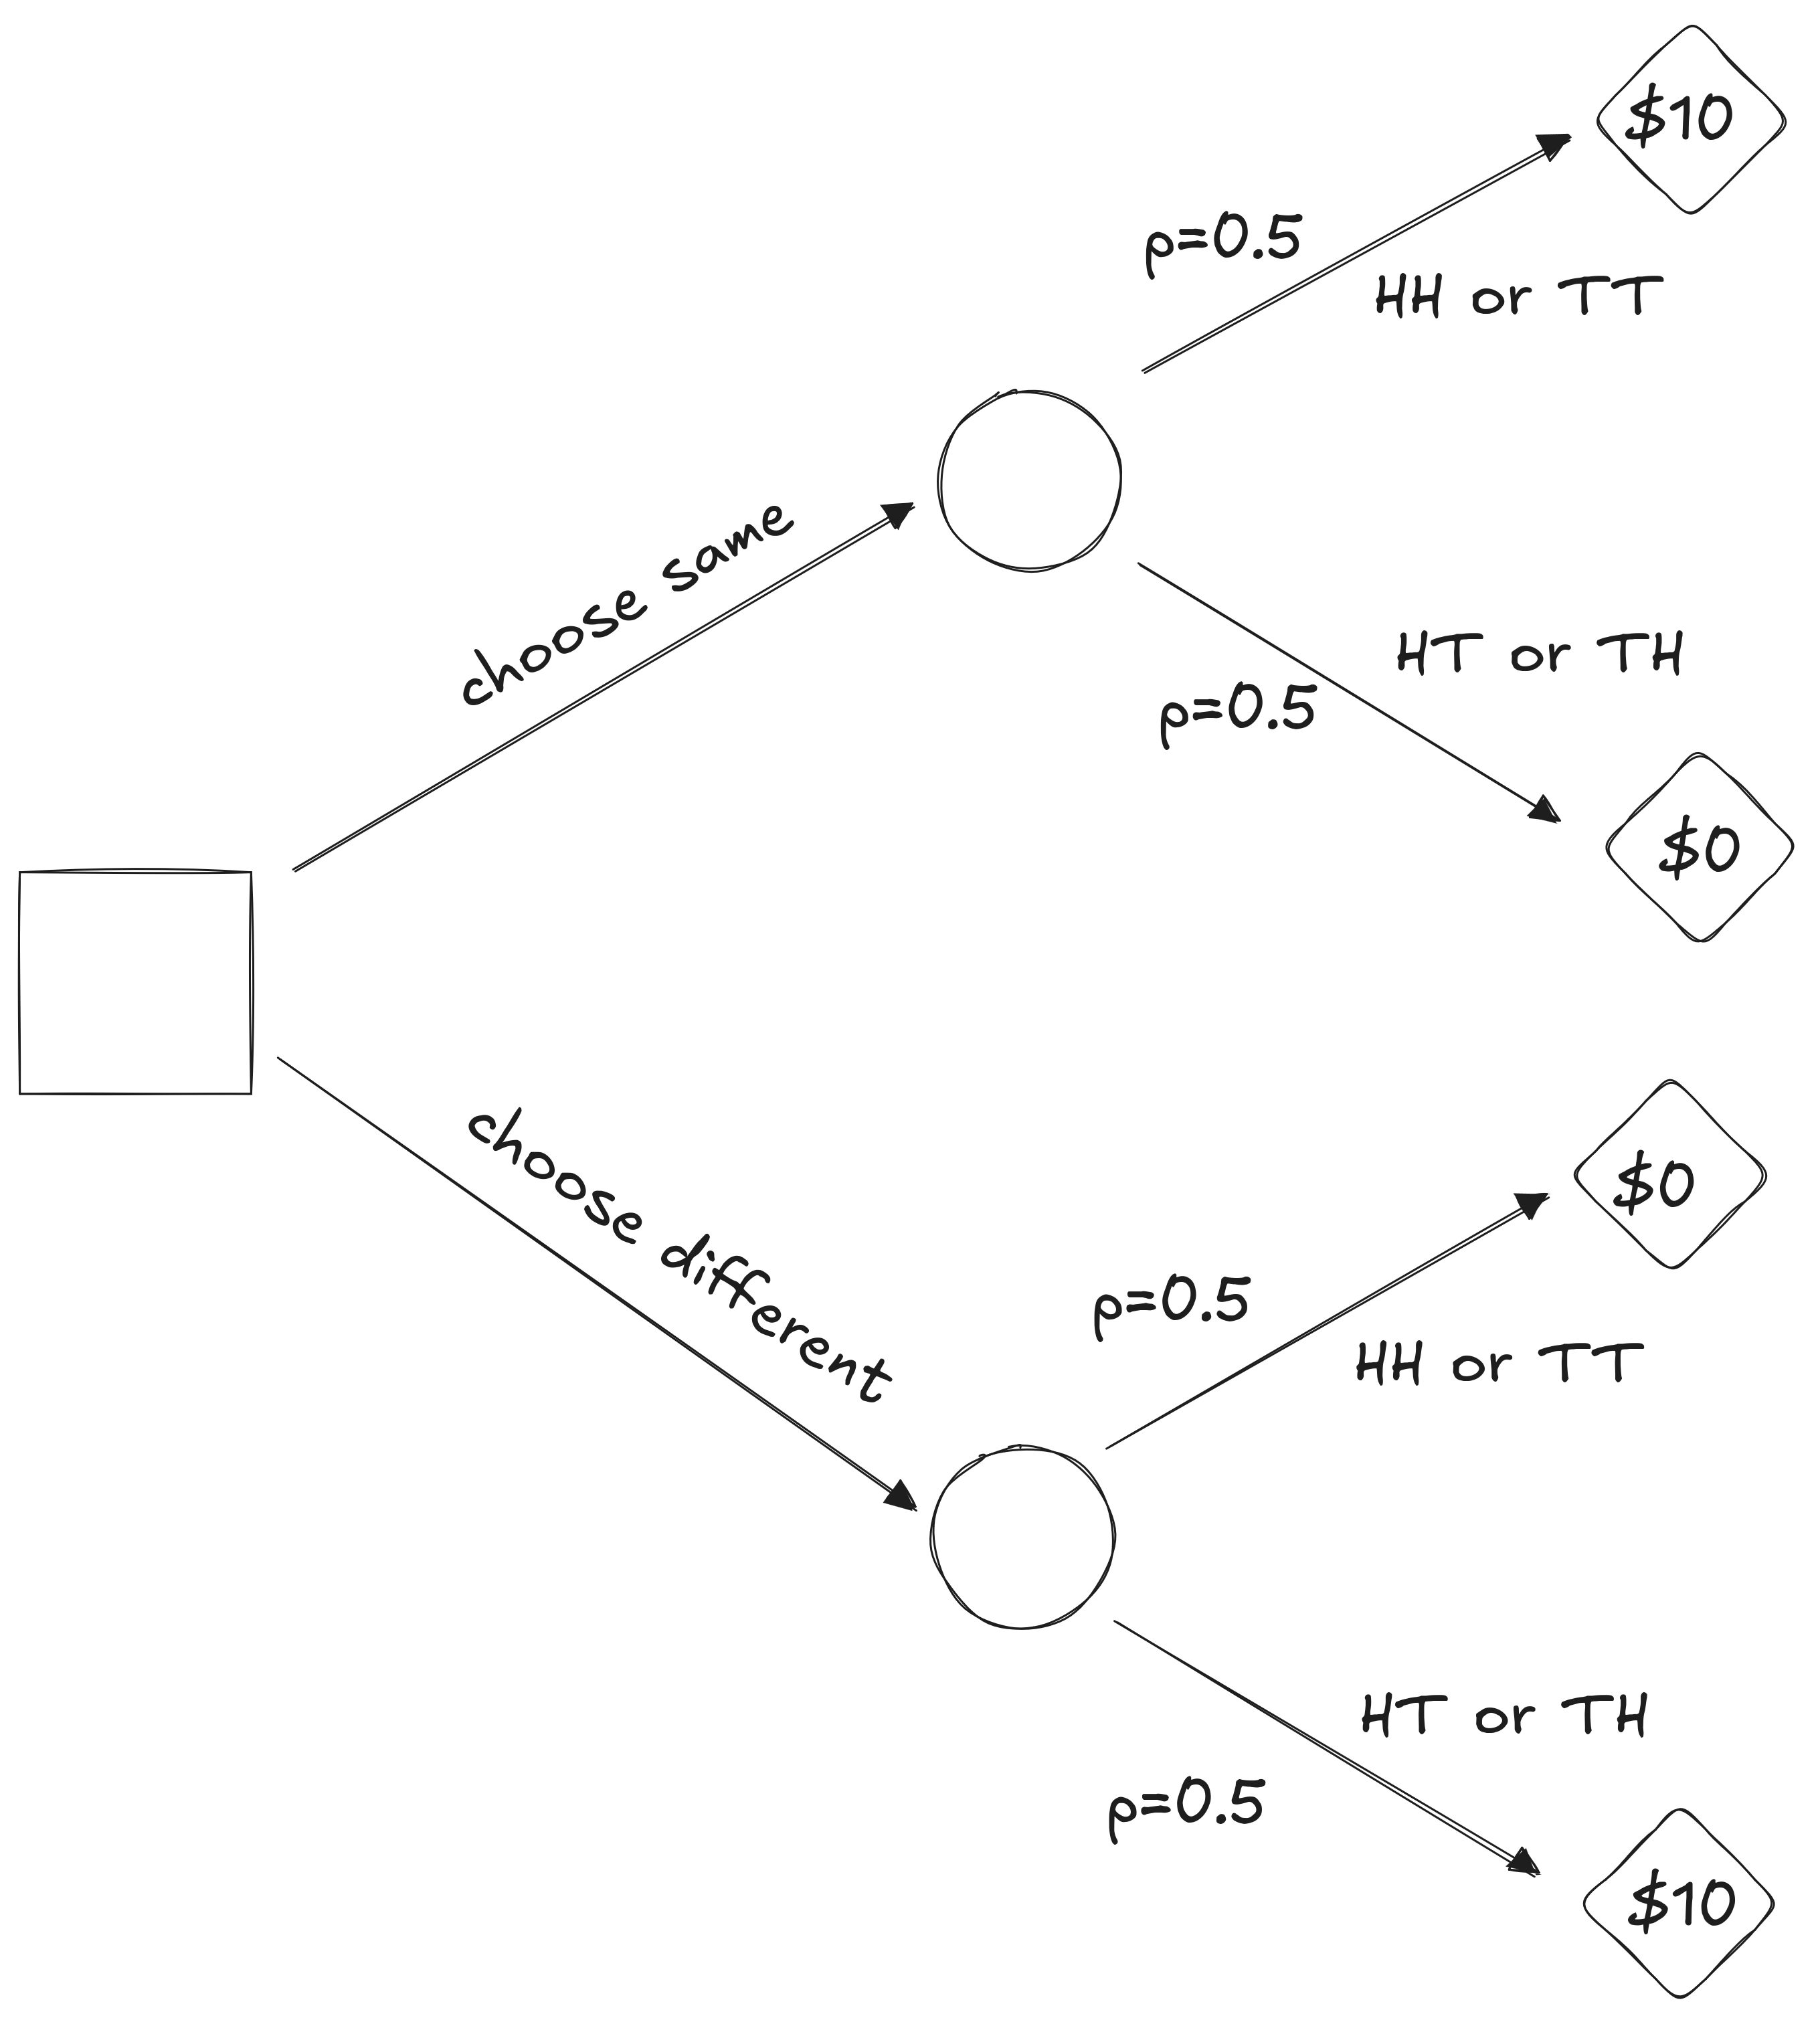 $10
p=0.5
HH or TT
choose same
HT or TH
p=0.5
$0
choose different
$0
p=0.5
HH or TT
HT or TH
p=0.5
$10